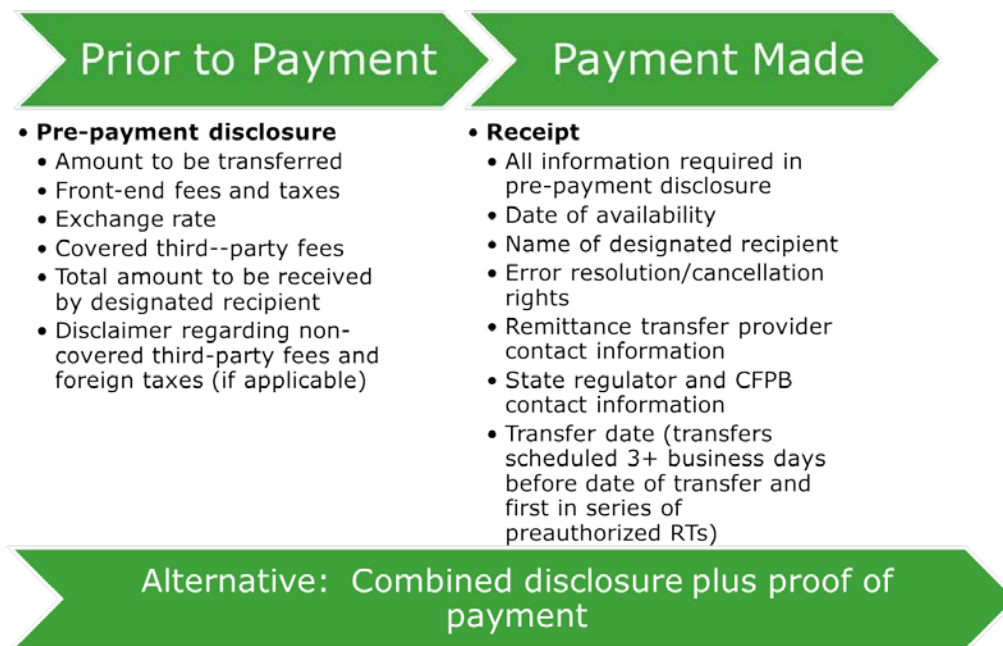 Prior to Payment
Payment Made
• Pre-payment disclosure
• Amount to be transferred
• Front-end fees and taxes
• Exchange rate
• Covered third--party fees
• Total amount to be received
by designated recipient
• Disclaimer regarding non-
covered third-party fees and
foreign taxes (if applicable)
• Receipt
• All information required in
pre-payment disclosure
• Date of availability
• Name of designated recipient
• Error resolution/cancellation
rights
• Remittance transfer provider
contact information
• State regulator and CFPB
contact information
• Transfer date (transfers
scheduled 3+ business days
before date of transfer and
first in series of
preauthorized RTs)
Alternative: Combined disclosure plus proof of
payment